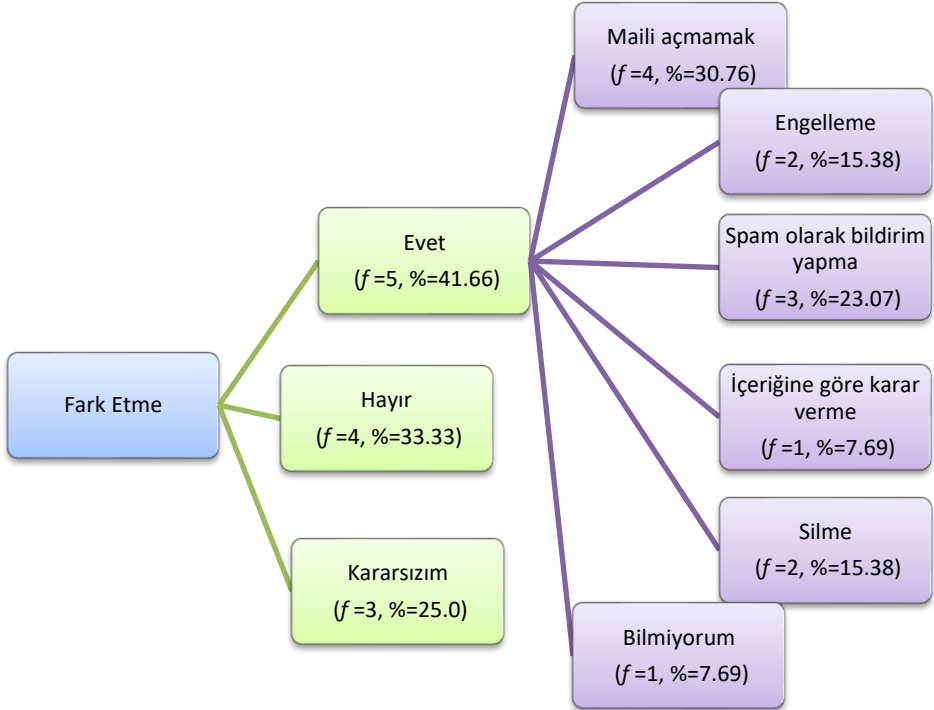 Fark Etme
Evet
(f =5, %=41.66)
Hayır
(f =4, %=33.33)
Kararsızım
(f =3, %=25.0)
Maili açmamak
(f =4, %=30.76)
Engelleme
(f =2, %=15.38)
Spam olarak bildirim
yapma
(f =3, %=23.07)
İçeriğine göre karar
verme
(f =1, %=7.69)
Silme
(f =2, %=15.38)
Bilmiyorum
(f =1, %=7.69)